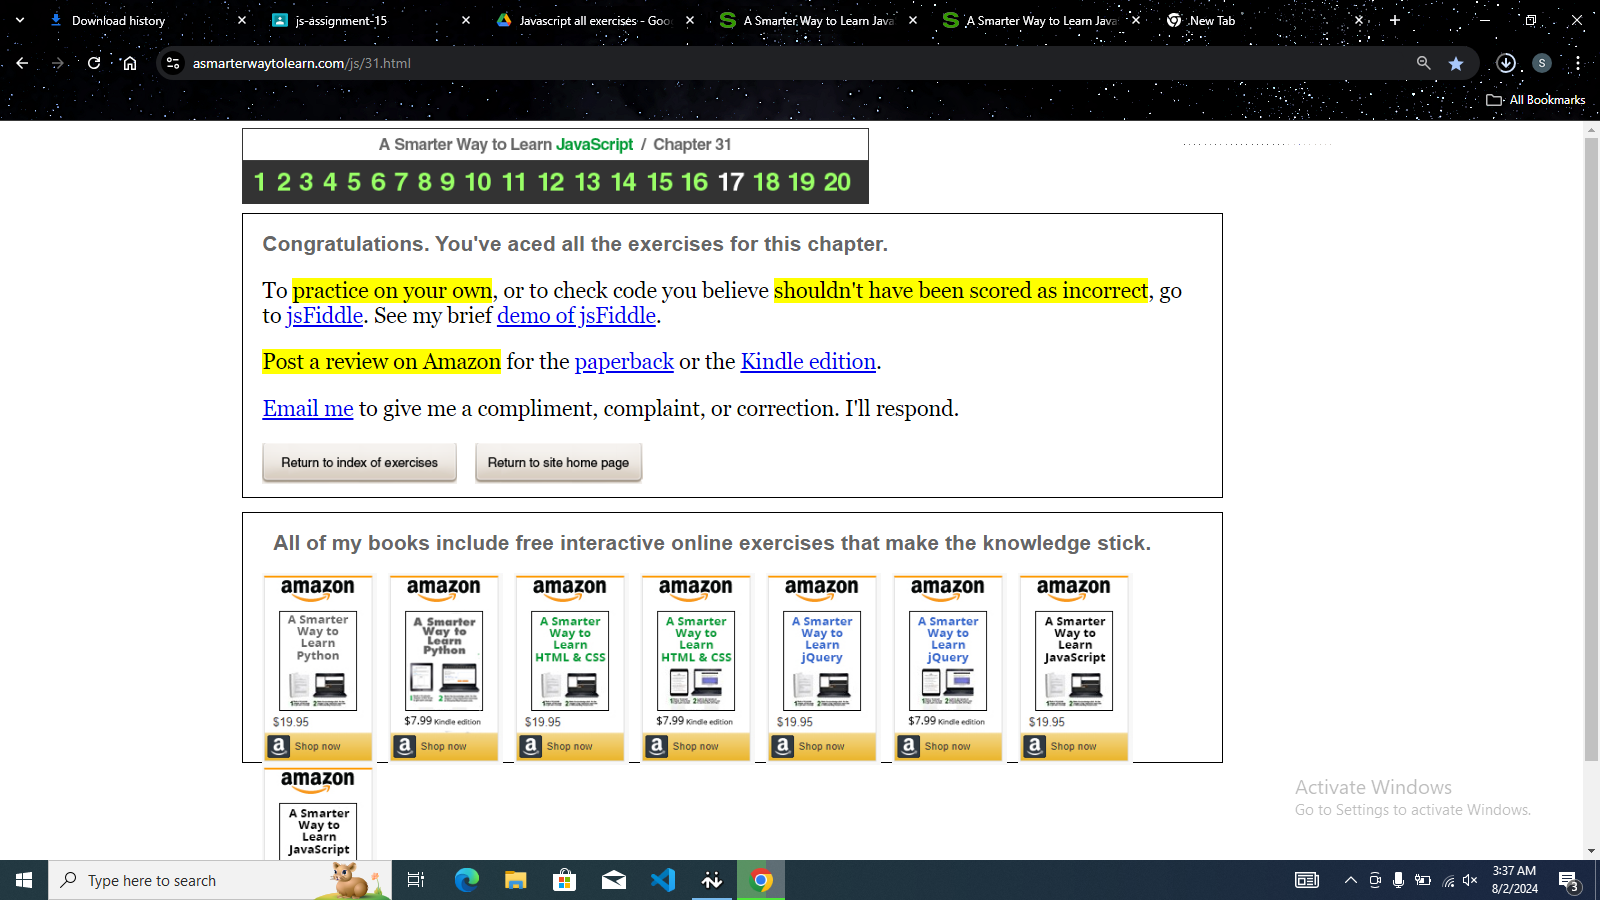 Download history
js-assignment-15
Javascript all exercises - Goo
A Smarter Way to Learn Java
A Smarter Way to Learn Java
New Tab
asmarterwaytolearn.com/js/31.html
S
All Bookmarks
A Smarter Way to Learn JavaScript / Chapter 31
1 2 3 4 5 6 7 8 9 10 11 12 13 14 15 16 17 18 19 20
Congratulations. You've aced all the exercises for this chapter.
To practice on your own, or to check code you believe shouldn't have been scored as incorrect, go
to jsFiddle. See my brief demo of jsFiddle.
Post a review on Amazon for the paperback or the Kindle edition.
Email me to give me a compliment, complaint, or correction. I'll respond.
Return to index of exercises Return to site home page
All of my books include free interactive online exercises that make the knowledge stick.
amazon amazon amazon amazon amazon amazon amazon
A Smarter A Smarter A Smarter A Smarter A Smarter A Smarter A Smarter
Way to Way to Way to Way to Way to Way to Way to
Learn Learn Learn Learn Learn Learn Learn
Python Python HTML & CSS HTML & CSS jQuery jQuery JavaScript
$19.95 $7.99 Kindle edition $19.95 $7.99 Kindle edition $19.95 $7.99 Kindle edition $19.95
a Shop now a Shop now a Shop now a Shop now a Shop now a Shop now a Shop now
amazon
A Smarter
Way to
Learn
JavaScript
Activate Windows
Go to Settings to activate Windows.
Type here to search
3:37 AM
8/2/2024
3